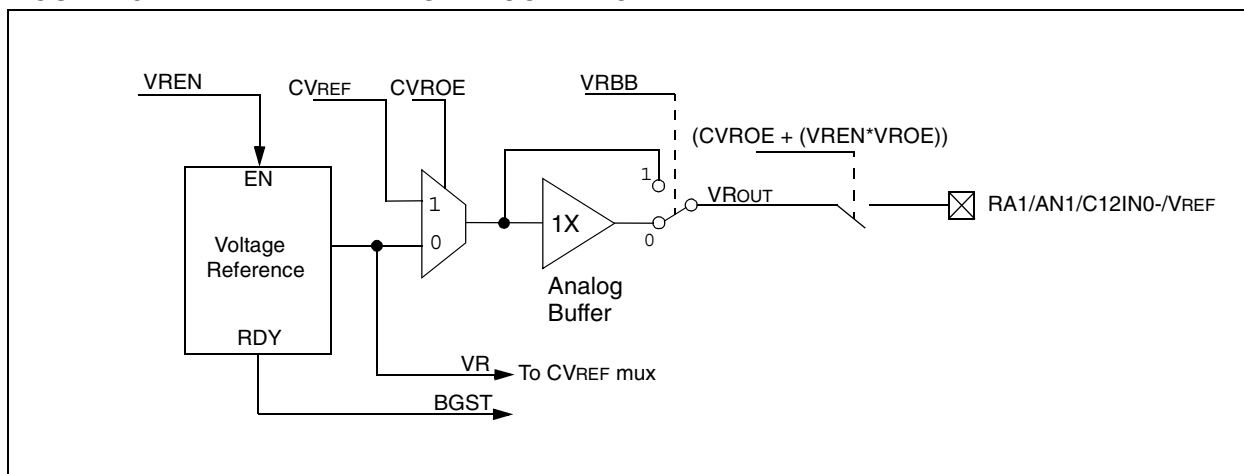 VREN
CVREF
CVROE
VRBB
(CVROE + (VREN*VROE))
EN
1
0
1X
1
0
VROUT
RA1/AN1/C12IN0-/VREF
Voltage
Reference
Analog
Buffer
RDY
VR
To CVREF mux
BGST